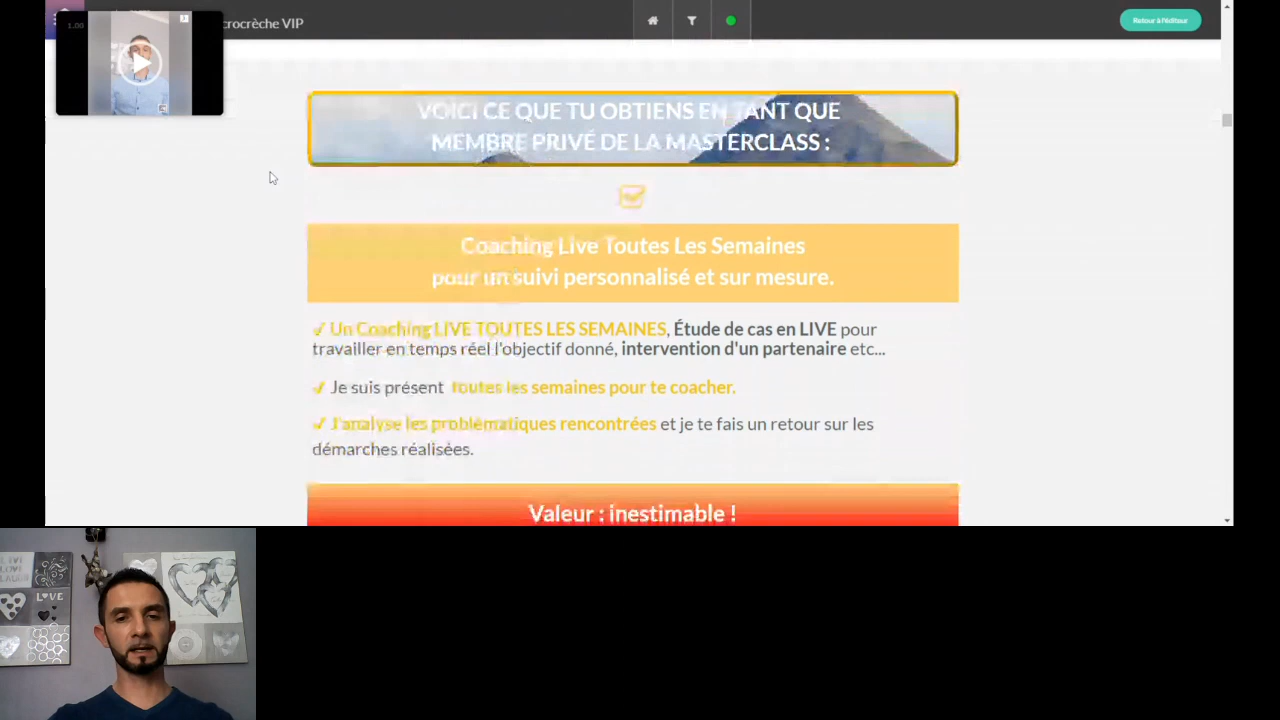 1.00
crocrèche VIP
Retour à l'éditeur
VOICI CE QUE TU OBTIENS EN TANT QUE
MEMBRE PRIVÉ DE LA MASTERCLASS :
Coaching Live Toutes Les Semaines
pour un suivi personnalisé et sur mesure.
✓ Un Coaching LIVE TOUTES LES SEMAINES, Étude de cas en LIVE pour
travailler en temps réel l'objectif donné, intervention d'un partenaire etc...
✓ Je suis présent toutes les semaines pour te coacher.
✓ J'analyse les problématiques rencontrées et je te fais un retour sur les
démarches réalisées.
Valeur : inestimable !
LIVE
LOVE
LAUGH
LOVE